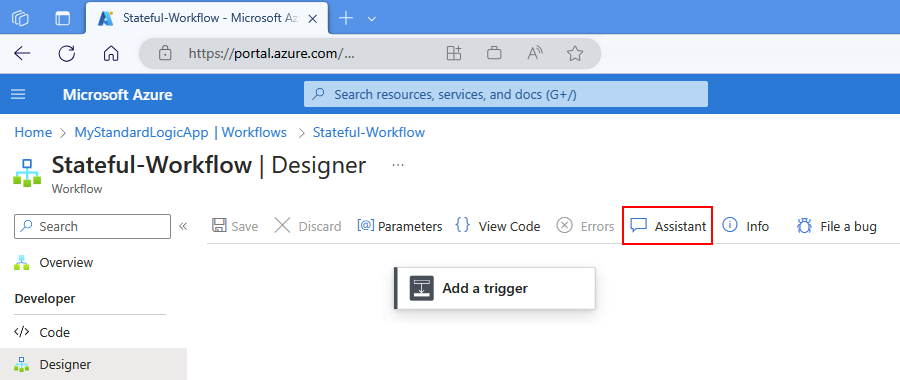 Stateful-Workflow - Microsoft Az
https://portal.azure.com/...
Microsoft Azure
Search resources, services, and docs (G+/)
Home > MyStandardLogicApp | Workflows > Stateful-Workflow
Stateful-Workflow | Designer ...
Workflow
Search «
Save Discard [@] Parameters {} View Code Errors Assistant Info File a bug
Overview
Add a trigger
Developer
</> Code
Designer